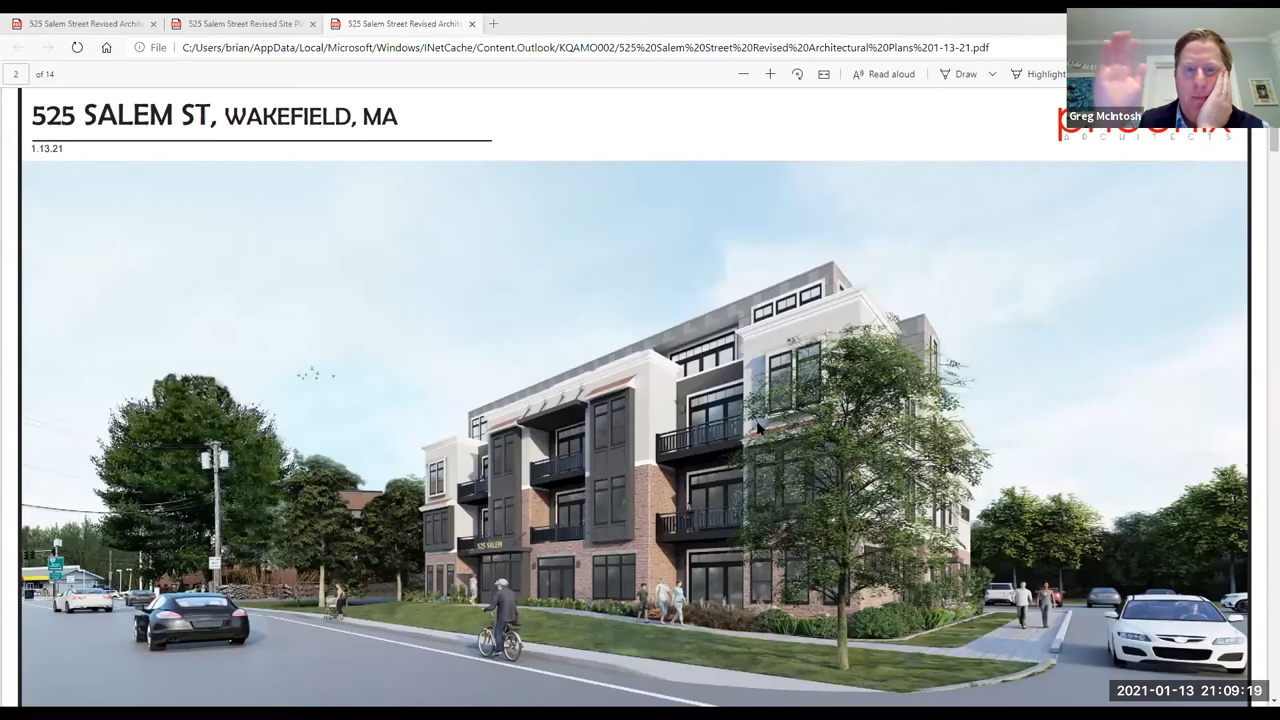 525 Salem Street Revised Archite
525 Salem Street Revised Site Pl
525 Salem Street Revised Archite
File
C:/Users/brian/AppData/Local/Microsoft/Windows/INetCache/Content.Outlook/KQAMO002/525%20Salem%20Street%20Revised%20Architectural%20Plans%201-13-21.pdf
2 of 14
Read aloud
Draw
Highlight
Greg McIntosh
525 SALEM ST, WAKEFIELD, MA
ARCHITECTS
1.13.21
525 SALEM
2021-01-13 21:09:19